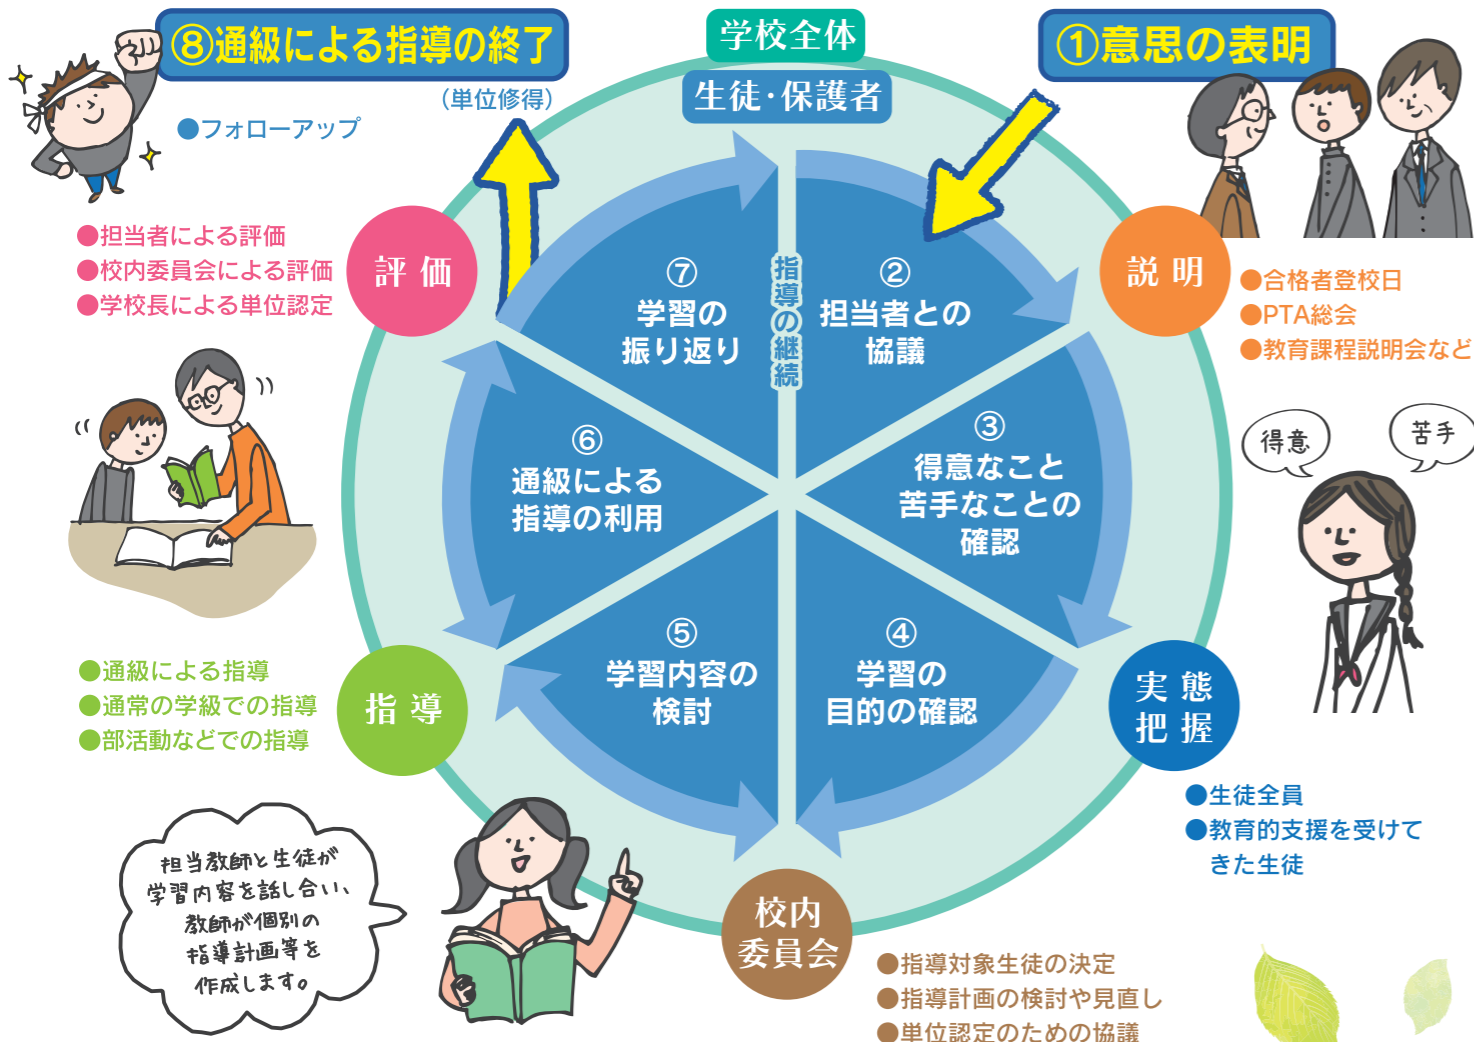 ⑧通級による指導の終了
(単位修得)
●フォローアップ
学校全体
生徒・保護者
①意思の表明
説明
●合格者登校日
●PTA総会
●教育課程説明会など
評価
●担当者による評価
●校内委員会による評価
●学校長による単位認定
指導の継続
②
担当者との
協議
③
得意なこと
苦手なことの
確認
④
学習の
目的の確認
⑤
学習内容の
検討
⑥
通級による
指導の利用
⑦
学習の
振り返り
得意
苦手
実態
把握
●生徒全員
●教育的支援を受けて
きた生徒
指導
●通級による指導
●通常の学級での指導
●部活動などでの指導
担当教師と生徒が
学習内容を話し合い、
教師が個別の
指導計画等を
作成します。
校内
委員会
●指導対象生徒の決定
●指導計画の検討や見直し
●単位認定のための協議